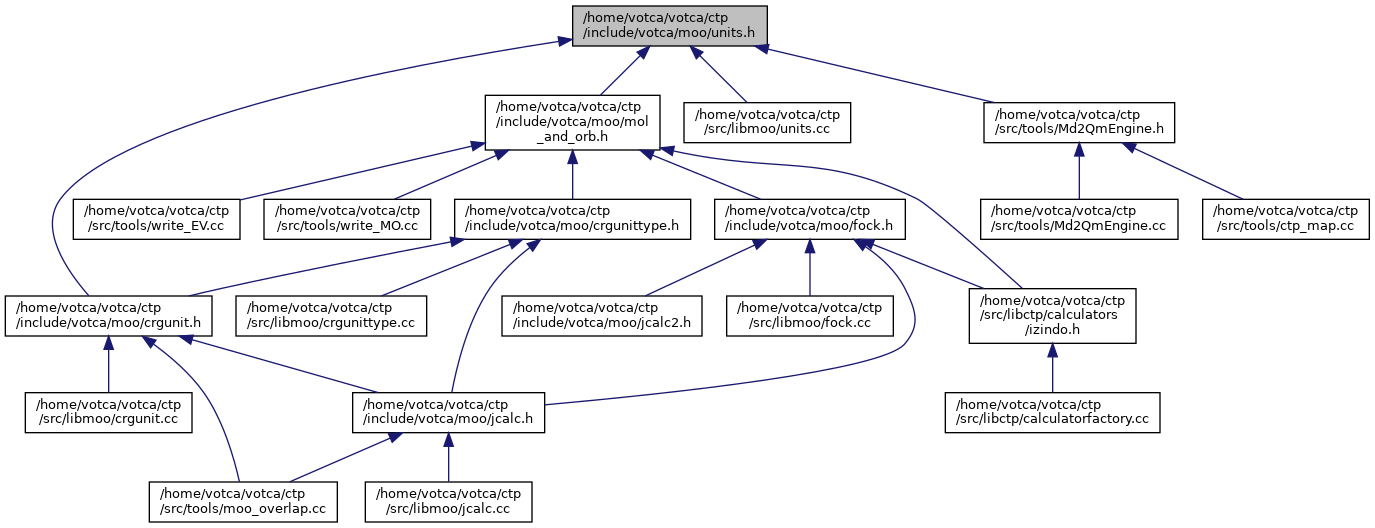 /home/votca/votca/ctp
/include/votca/moo/units.h
/home/votca/votca/ctp
/include/votca/moo/mol
_and_orb.h
/home/votca/votca/ctp
/src/libmoo/units.cc
/home/votca/votca/ctp
/src/tools/Md2QmEngine.h
/home/votca/votca/ctp
/src/tools/write_EV.cc
/home/votca/votca/ctp
/src/tools/write_MO.cc
/home/votca/votca/ctp
/include/votca/moo/crgunittype.h
/home/votca/votca/ctp
/include/votca/moo/fock.h
/home/votca/votca/ctp
/src/tools/Md2QmEngine.cc
/home/votca/votca/ctp
/src/tools/ctp_map.cc
/home/votca/votca/ctp
/include/votca/moo/crgunit.h
/home/votca/votca/ctp
/src/libmoo/crgunittype.cc
/home/votca/votca/ctp
/include/votca/moo/jcalc2.h
/home/votca/votca/ctp
/src/libmoo/fock.cc
/home/votca/votca/ctp
/src/libctp/calculators
/izindo.h
/home/votca/votca/ctp
/src/libmoo/crgunit.cc
/home/votca/votca/ctp
/include/votca/moo/jcalc.h
/home/votca/votca/ctp
/src/libctp/calculatorfactory.cc
/home/votca/votca/ctp
/src/tools/moo_overlap.cc
/home/votca/votca/ctp
/src/libmoo/jcalc.cc